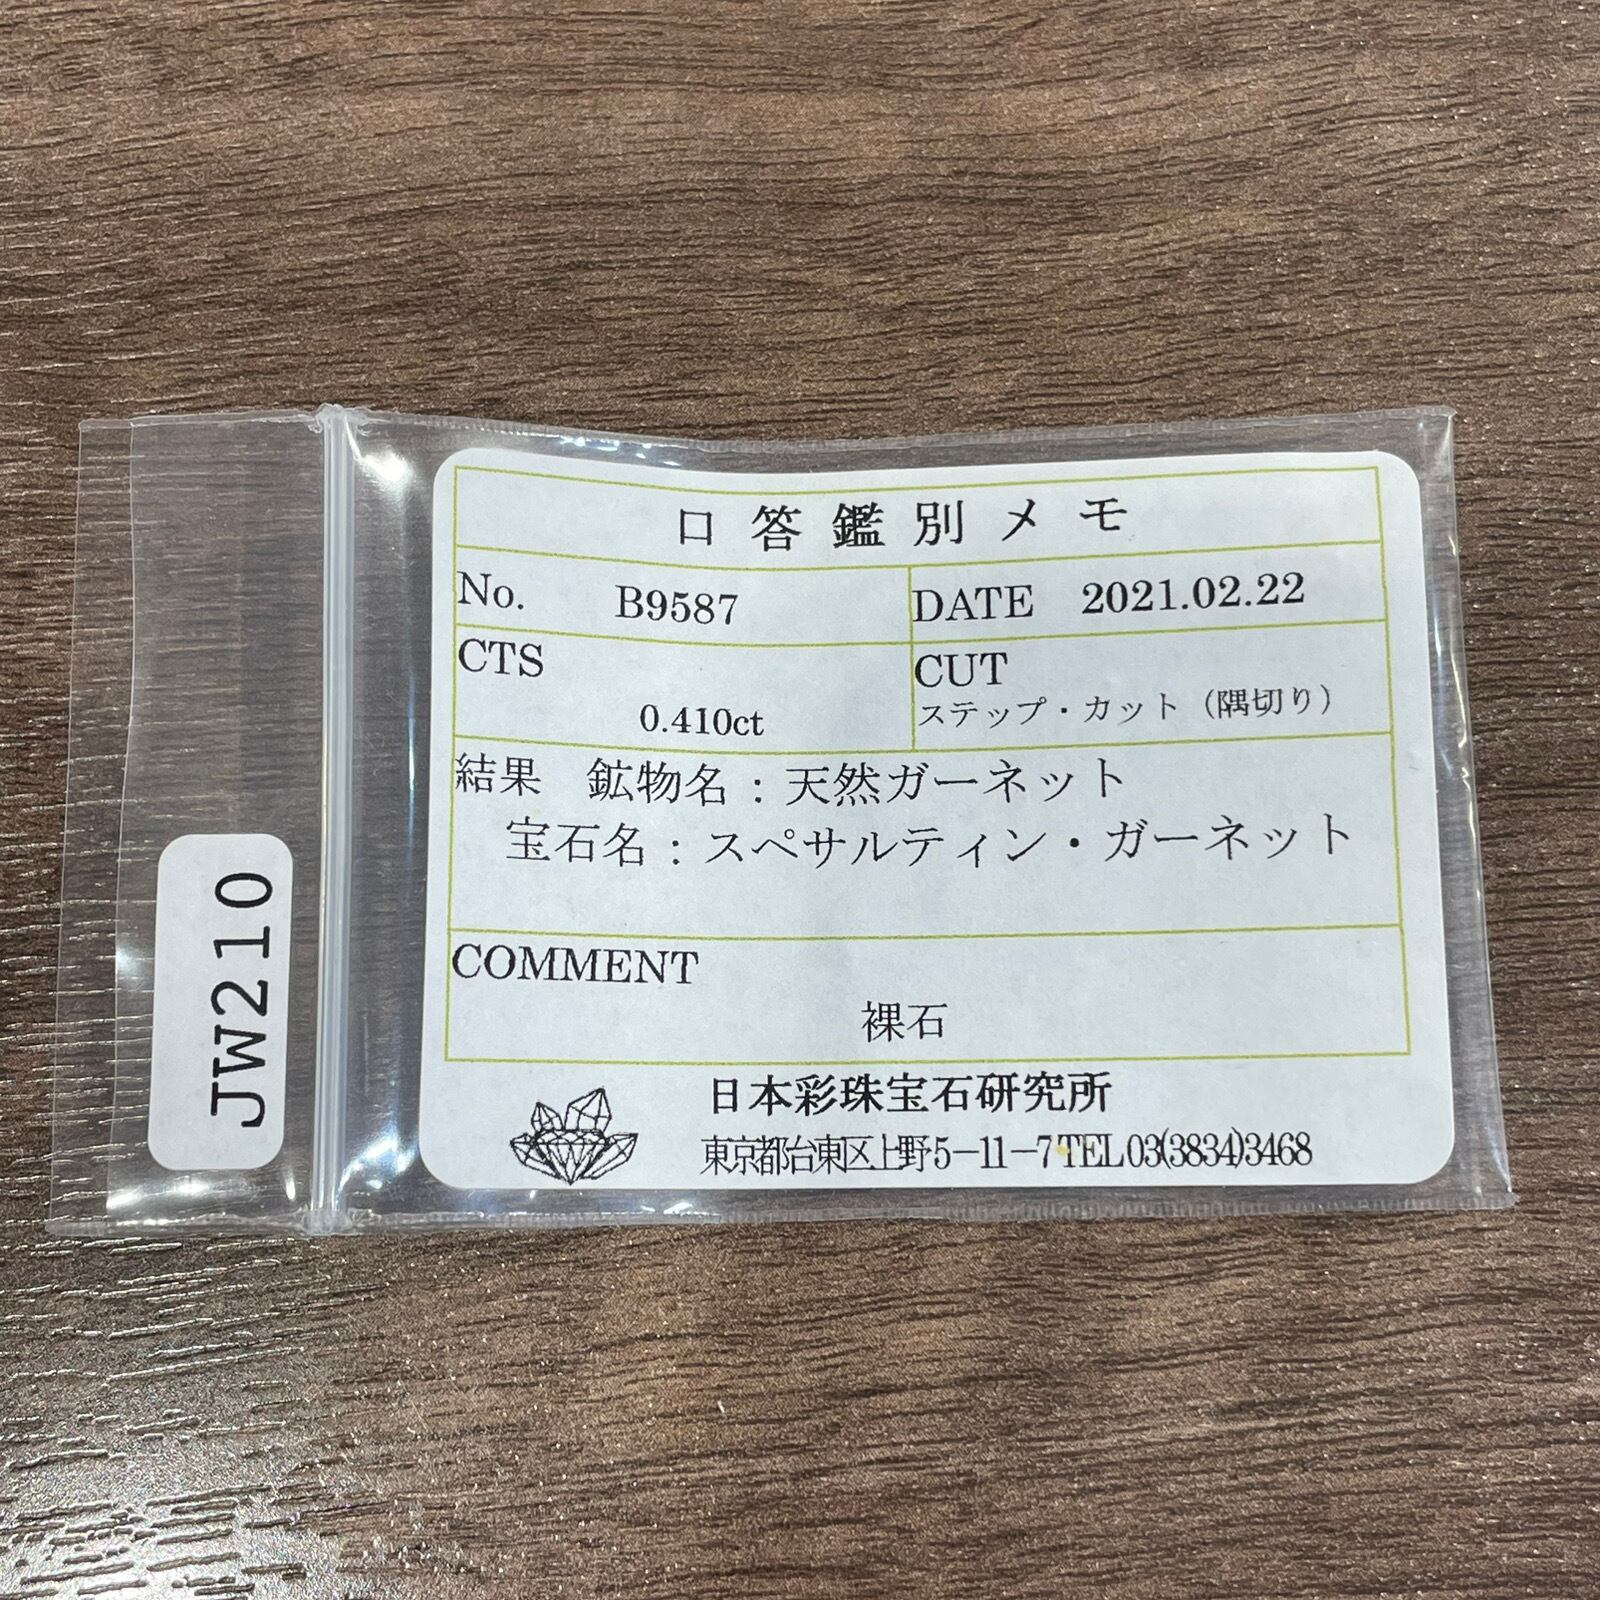 口答鑑別メモ
No. B9587
DATE 2021.02.22
CTS
0.410ct
CUT
ステップ・カット（隅切り）
結果 鉱物名：天然ガーネット
宝石名：スペサルティン・ガーネット
COMMENT
裸石
日本彩珠宝石研究所
東京都台東区上野5－11－7 TEL03(3834)3468
JW210